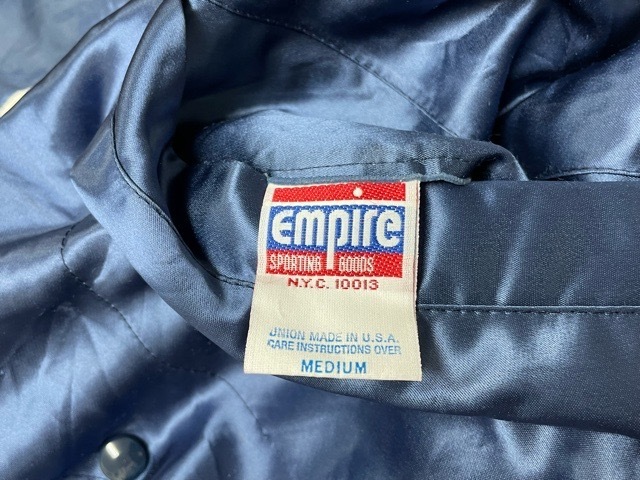 Empire
SPORTING GOODS
N.Y.C. 10013
UNION MADE IN U.S.A.
CARE INSTRUCTIONS OVER
MEDIUM